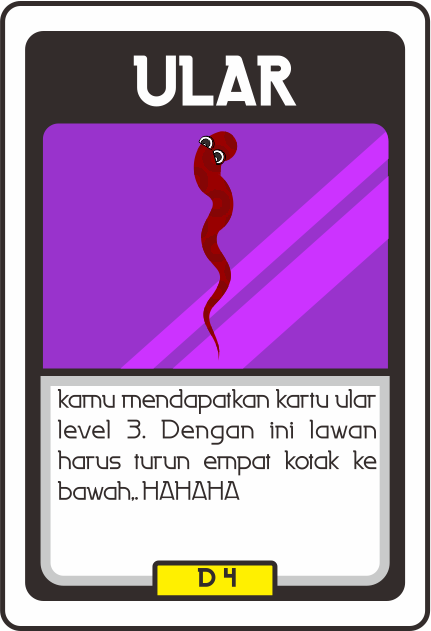 ULAR
kamu mendapatkan kartu ular
level 3. Dengan ini lawan
harus turun empat kotak ke
bawah,. HAHAHA
D 4